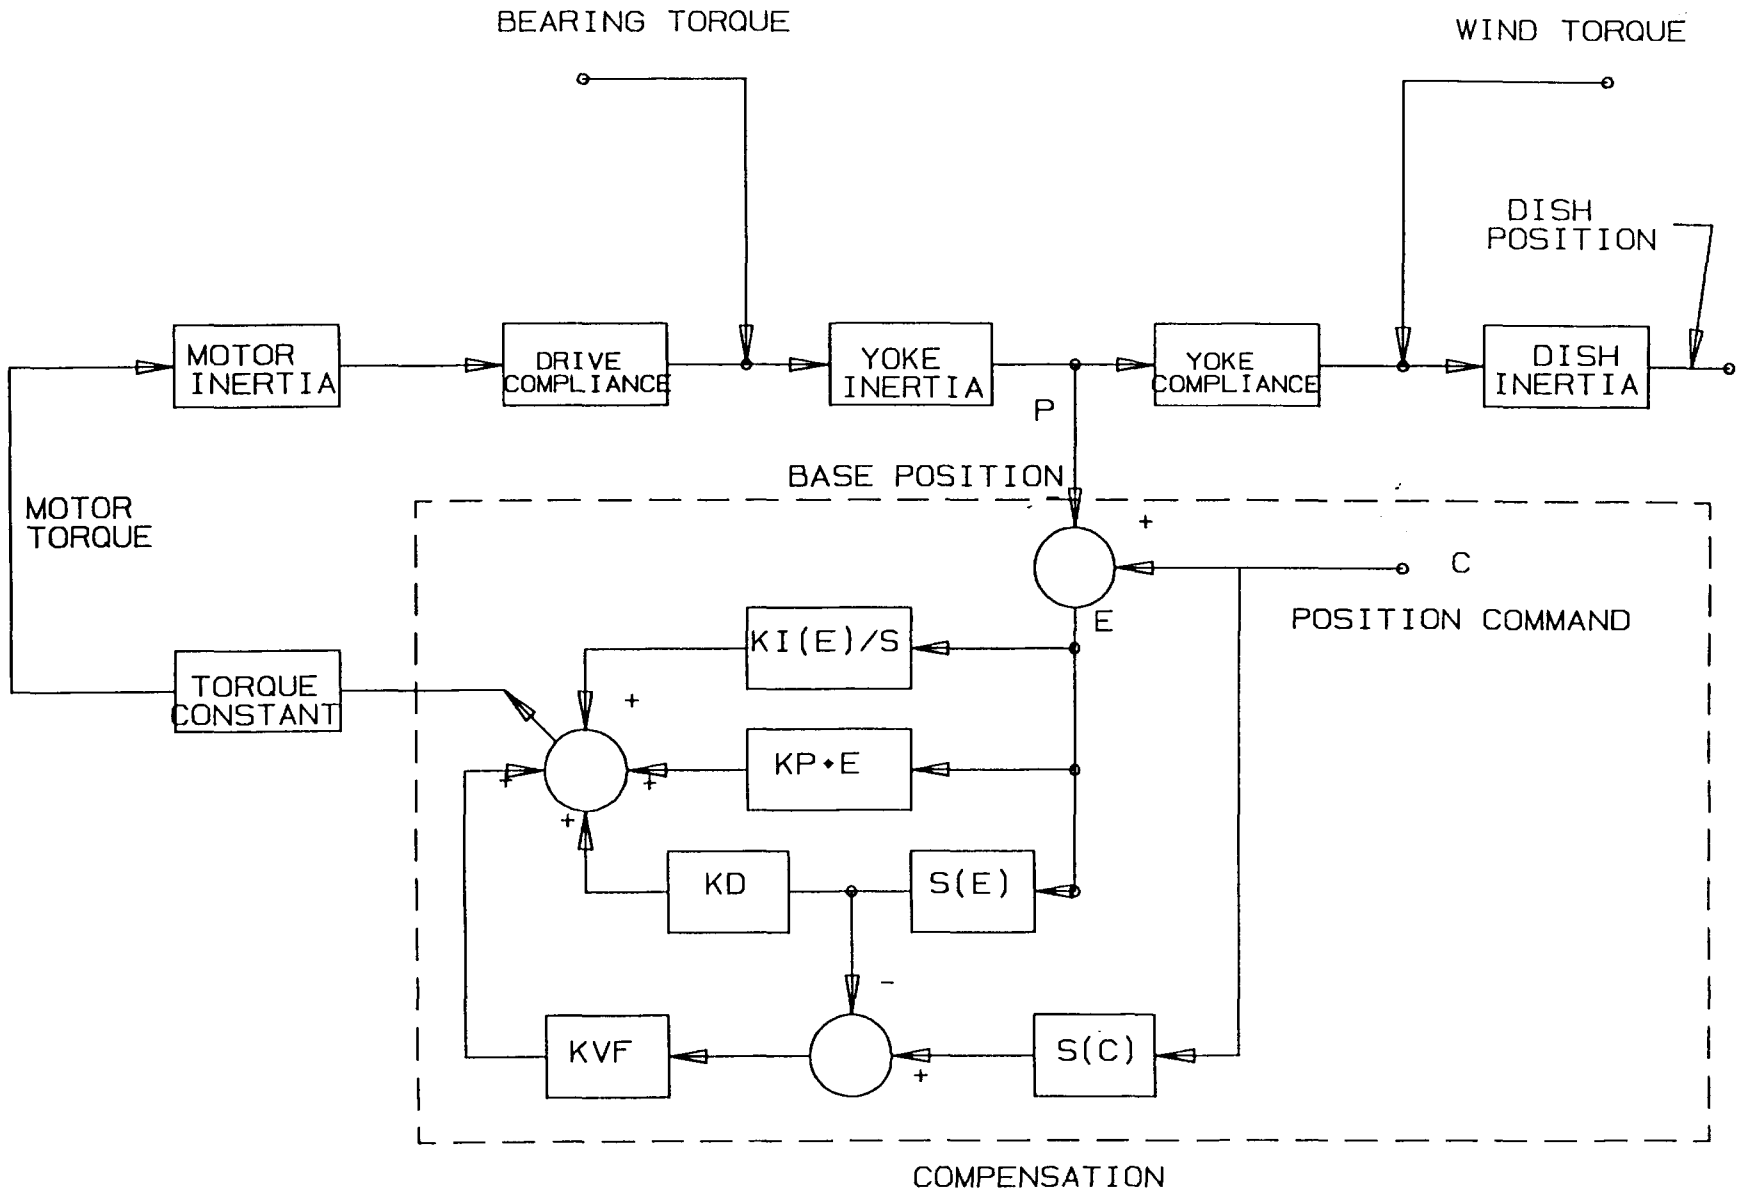 BEARING TORQUE
WIND TORQUE
DISH
POSITION
MOTOR
INERTIA
DRIVE
COMPLIANCE
YOKE
INERTIA
YOKE
COMPLIANCE
DISH
INERTIA
P
BASE POSITION
MOTOR
TORQUE
+
C
E
POSITION COMMAND
KI(E)/S
TORQUE
CONSTANT
+
KP◆E
+
+
+
KD
S(E)
-
KVF
S(C)
+
COMPENSATION